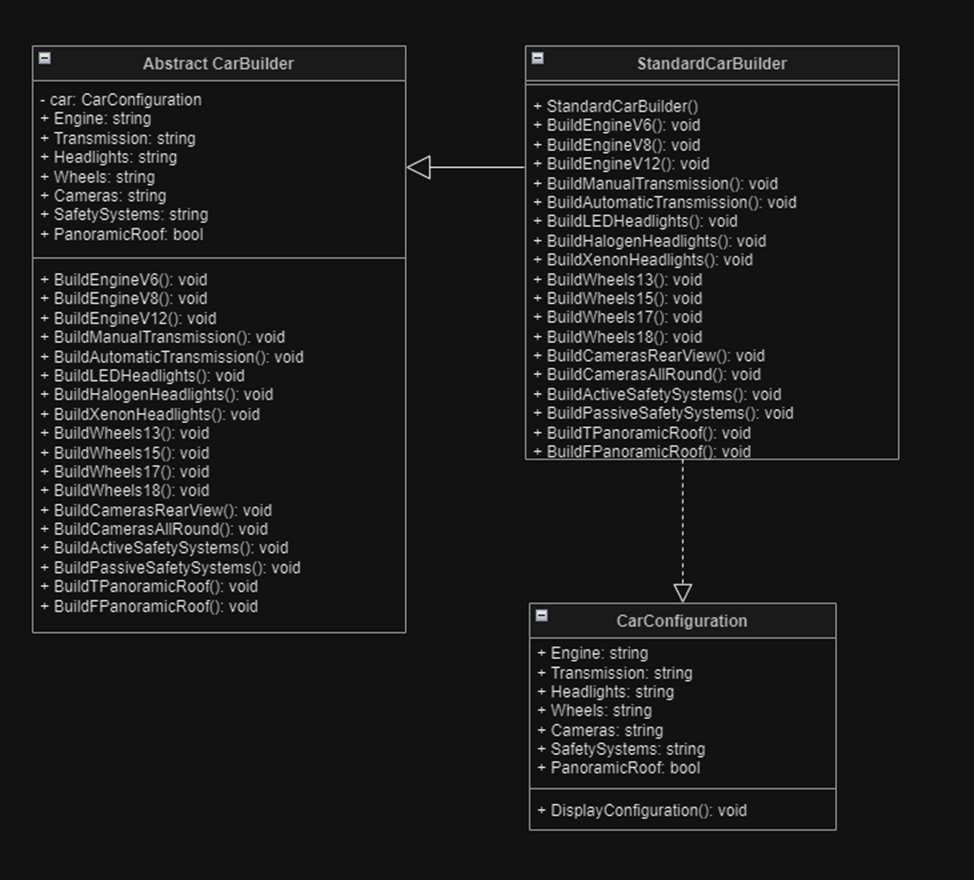 Abstract CarBuilder
- car: CarConfiguration
+ Engine: string
+ Transmission: string
+ Headlights: string
+ Wheels: string
+ Cameras: string
+ SafetySystems: string
+ PanoramicRoof: bool
+ BuildEngineV6(): void
+ BuildEngineV8(): void
+ BuildEngineV12(): void
+ BuildManualTransmission(): void
+ BuildAutomaticTransmission(): void
+ BuildLEDHeadlights(): void
+ BuildHalogenHeadlights(): void
+ BuildXenonHeadlights(): void
+ BuildWheels13(): void
+ BuildWheels15(): void
+ BuildWheels17(): void
+ BuildWheels18(): void
+ BuildCamerasRearView(): void
+ BuildCamerasAllRound(): void
+ BuildActiveSafetySystems(): void
+ BuildPassiveSafetySystems(): void
+ BuildTPanoramicRoof(): void
+ BuildFPanoramicRoof(): void
StandardCarBuilder
+ StandardCarBuilder()
+ BuildEngineV6(): void
+ BuildEngineV8(): void
+ BuildEngineV12(): void
+ BuildManualTransmission(): void
+ BuildAutomaticTransmission(): void
+ BuildLEDHeadlights(): void
+ BuildHalogenHeadlights(): void
+ BuildXenonHeadlights(): void
+ BuildWheels13(): void
+ BuildWheels15(): void
+ BuildWheels17(): void
+ BuildWheels18(): void
+ BuildCamerasRearView(): void
+ BuildCamerasAllRound(): void
+ BuildActiveSafetySystems(): void
+ BuildPassiveSafetySystems(): void
+ BuildTPanoramicRoof(): void
+ BuildFPanoramicRoof(): void
CarConfiguration
+ Engine: string
+ Transmission: string
+ Headlights: string
+ Wheels: string
+ Cameras: string
+ SafetySystems: string
+ PanoramicRoof: bool
+ DisplayConfiguration(): void